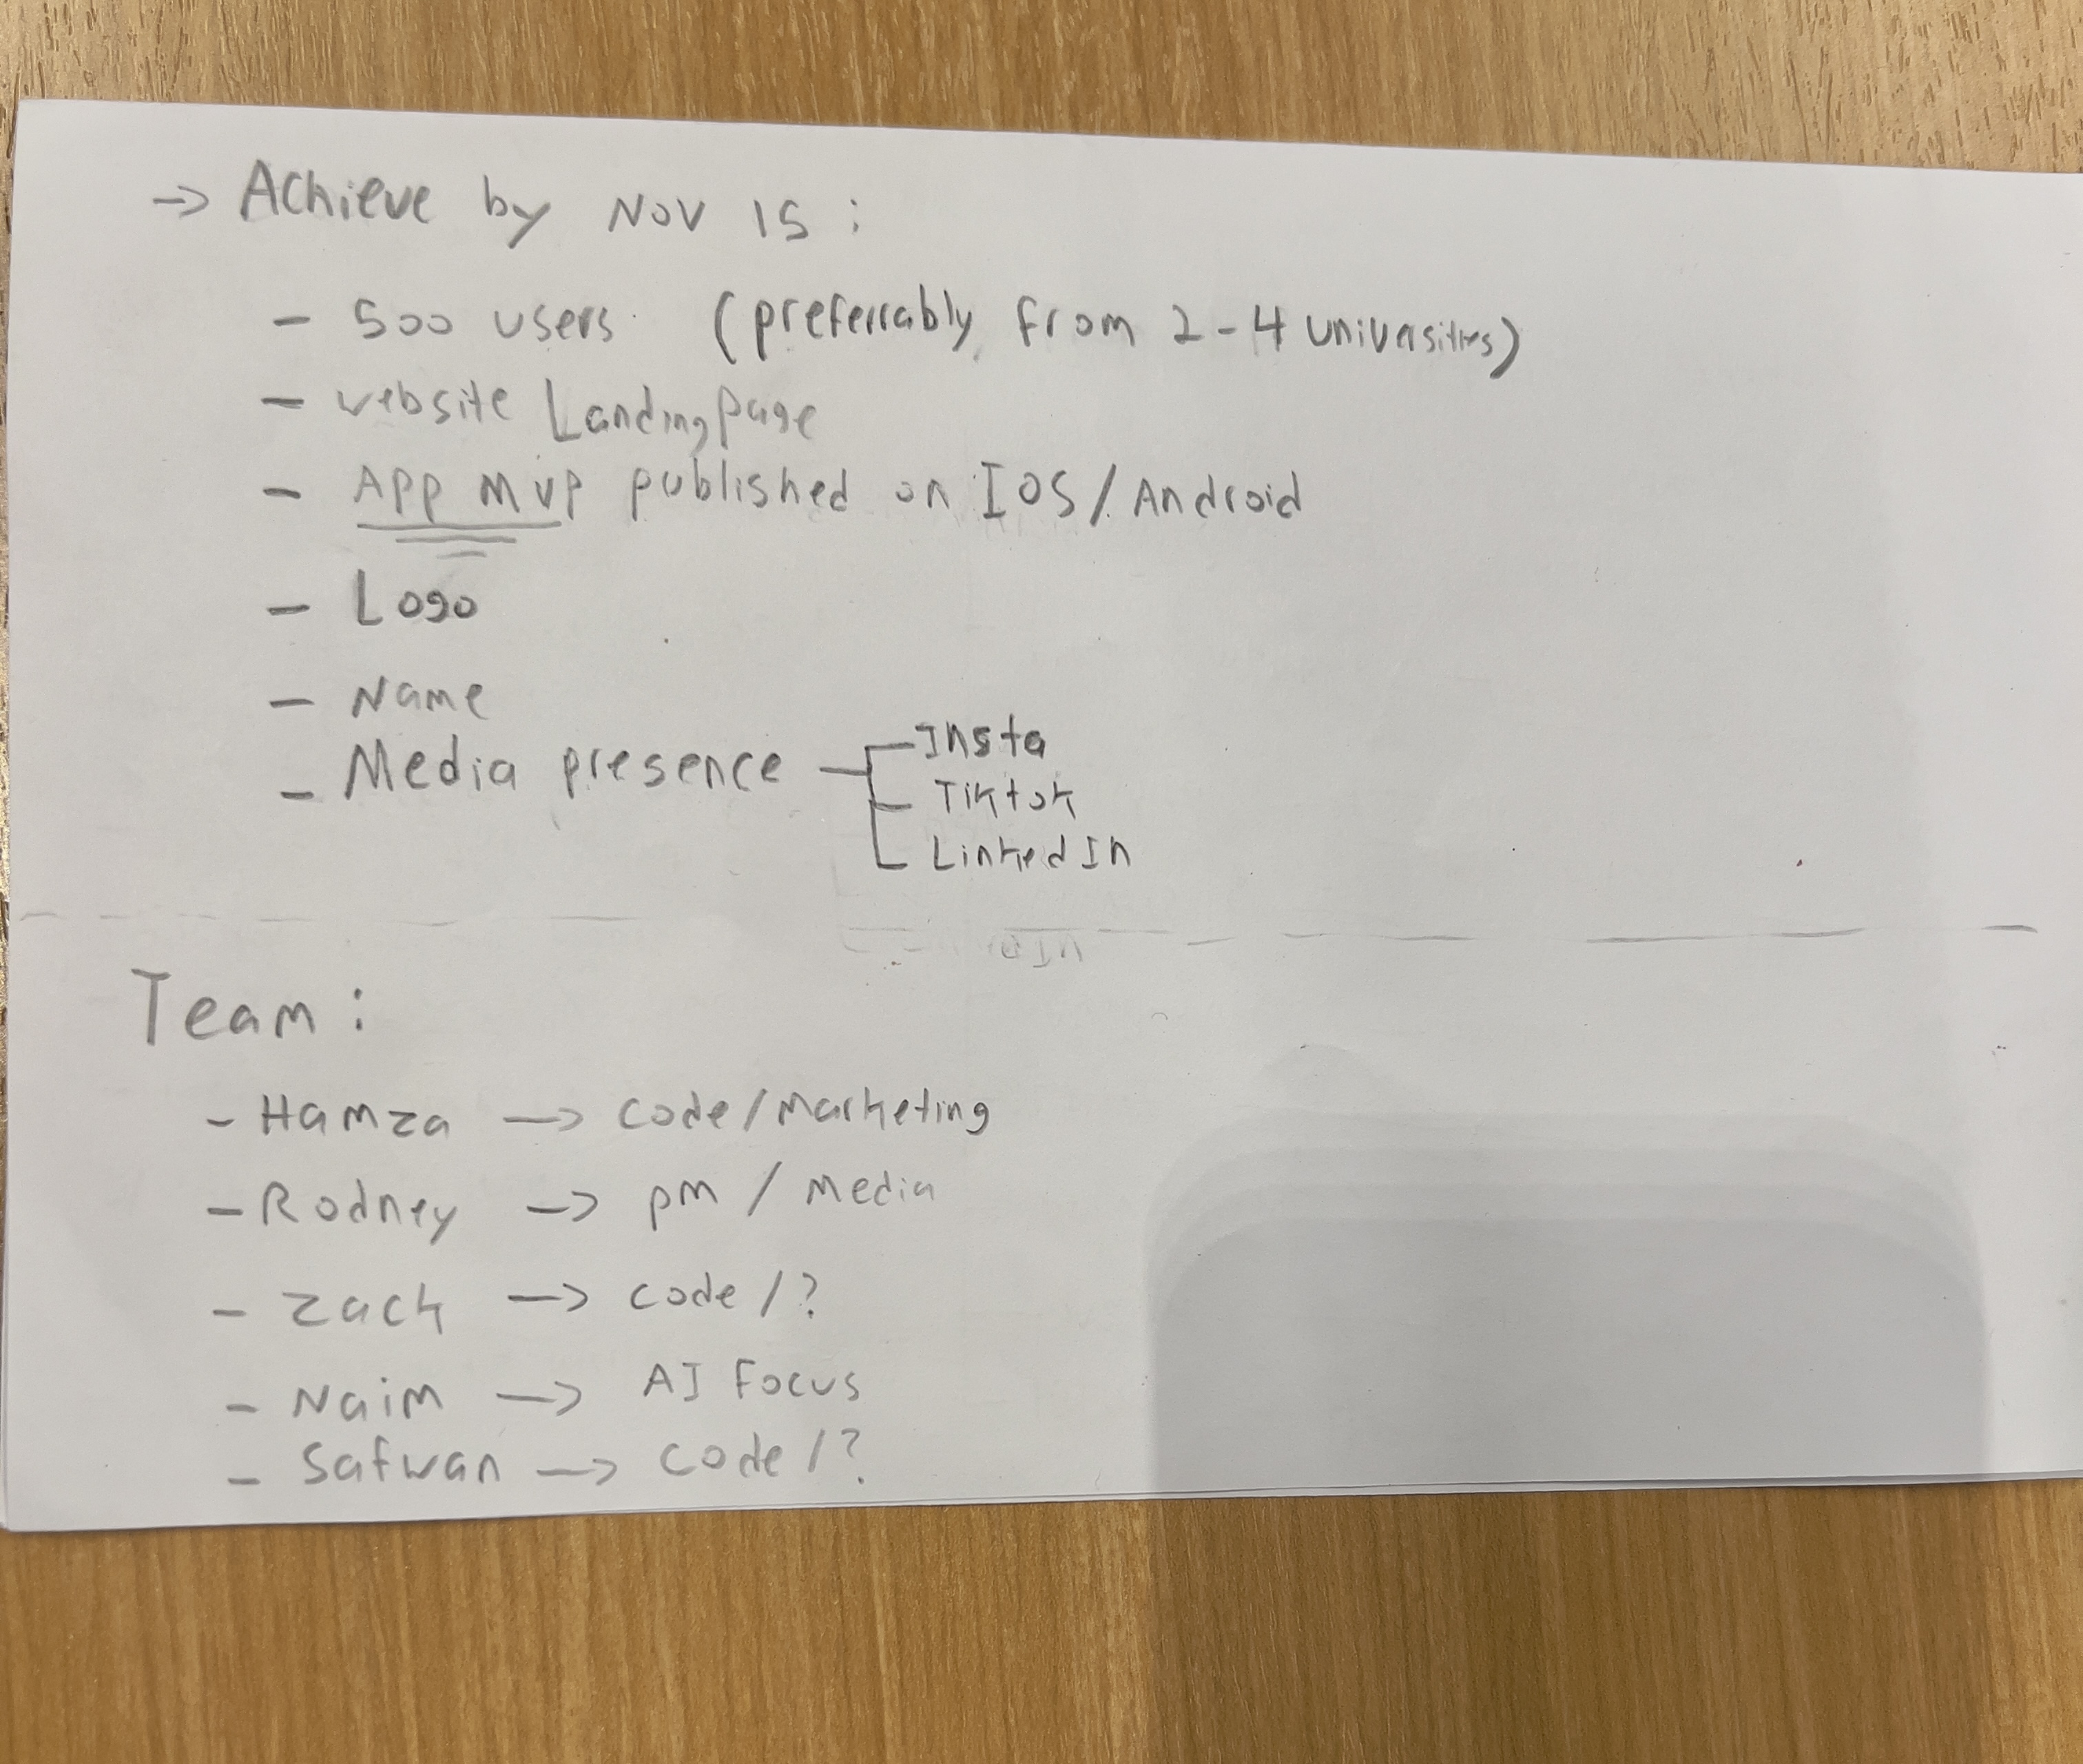 → Achieve by Nov 15 :
- 500 users (preferrably from 2-4 universities)
- website Landing Page
- App MVP published on IOS/Android
- Logo
- Name
- Media presence
- Insta
- Tiktok
- LinkedIn
Team :
- Hamza → code/Marketing
- Rodney → pm / media
- Zach → code/?
- Naim → AI Focus
- Safwan → code/?